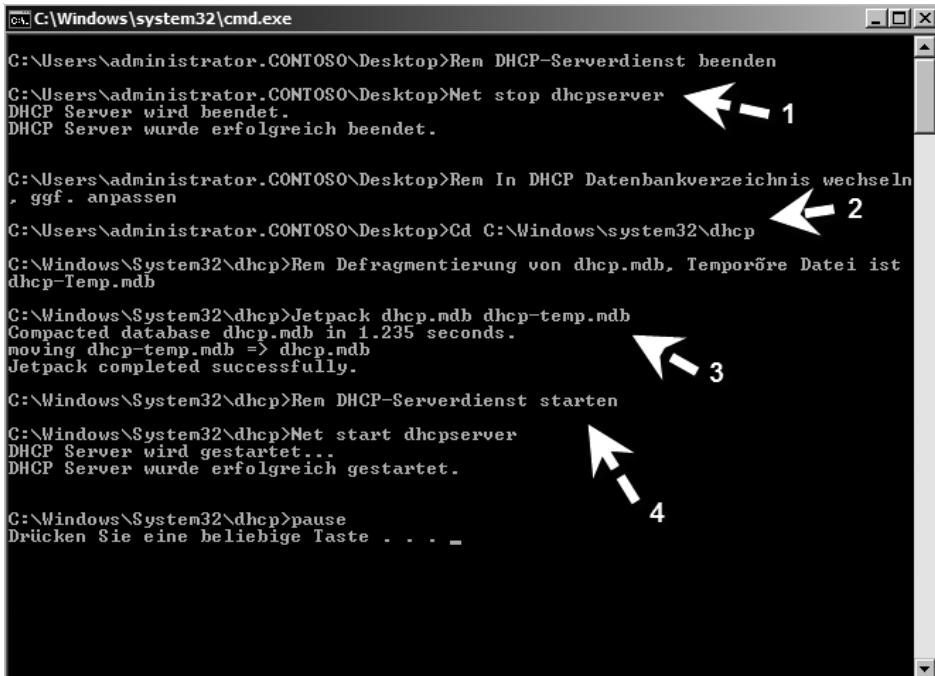 C:\Windows\system32\cmd.exe
C:\Users\administrator.CONTOSO\Desktop>Rem DHCP-Serverdienst beenden
C:\Users\administrator.CONTOSO\Desktop>Net stop dhcpserver
DHCP Server wird beendet.
DHCP Server wurde erfolgreich beendet.
1
C:\Users\administrator.CONTOSO\Desktop>Rem In DHCP Datenbankverzeichnis wechseln
, ggf. anpassen
2
C:\Users\administrator.CONTOSO\Desktop>Cd C:\Windows\system32\dhcp
C:\Windows\System32\dhcp>Rem Defragmentierung von dhcp.mdb, Temporõre Datei ist
dhcp-Temp.mdb
C:\Windows\System32\dhcp>Jetpack dhcp.mdb dhcp-temp.mdb
Compacted database dhcp.mdb in 1.235 seconds.
moving dhcp-temp.mdb => dhcp.mdb
Jetpack completed successfully.
3
C:\Windows\System32\dhcp>Rem DHCP-Serverdienst starten
C:\Windows\System32\dhcp>Net start dhcpserver
DHCP Server wird gestartet...
DHCP Server wurde erfolgreich gestartet.
4
C:\Windows\System32\dhcp>pause
Drücken Sie eine beliebige Taste . . . _